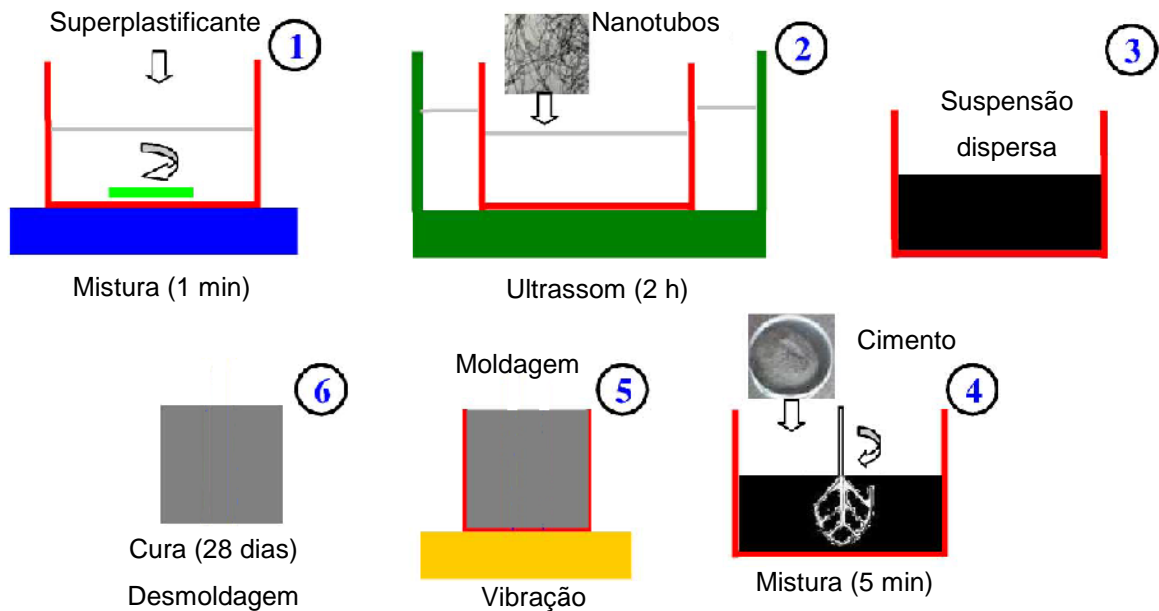 Superplastificante
1
Mistura (1 min)
Nanotubos
2
Ultrassom (2 h)
3
Suspensão
dispersa
Cimento
4
Mistura (5 min)
Moldagem
5
Vibração
6
Cura (28 dias)
Desmoldagem